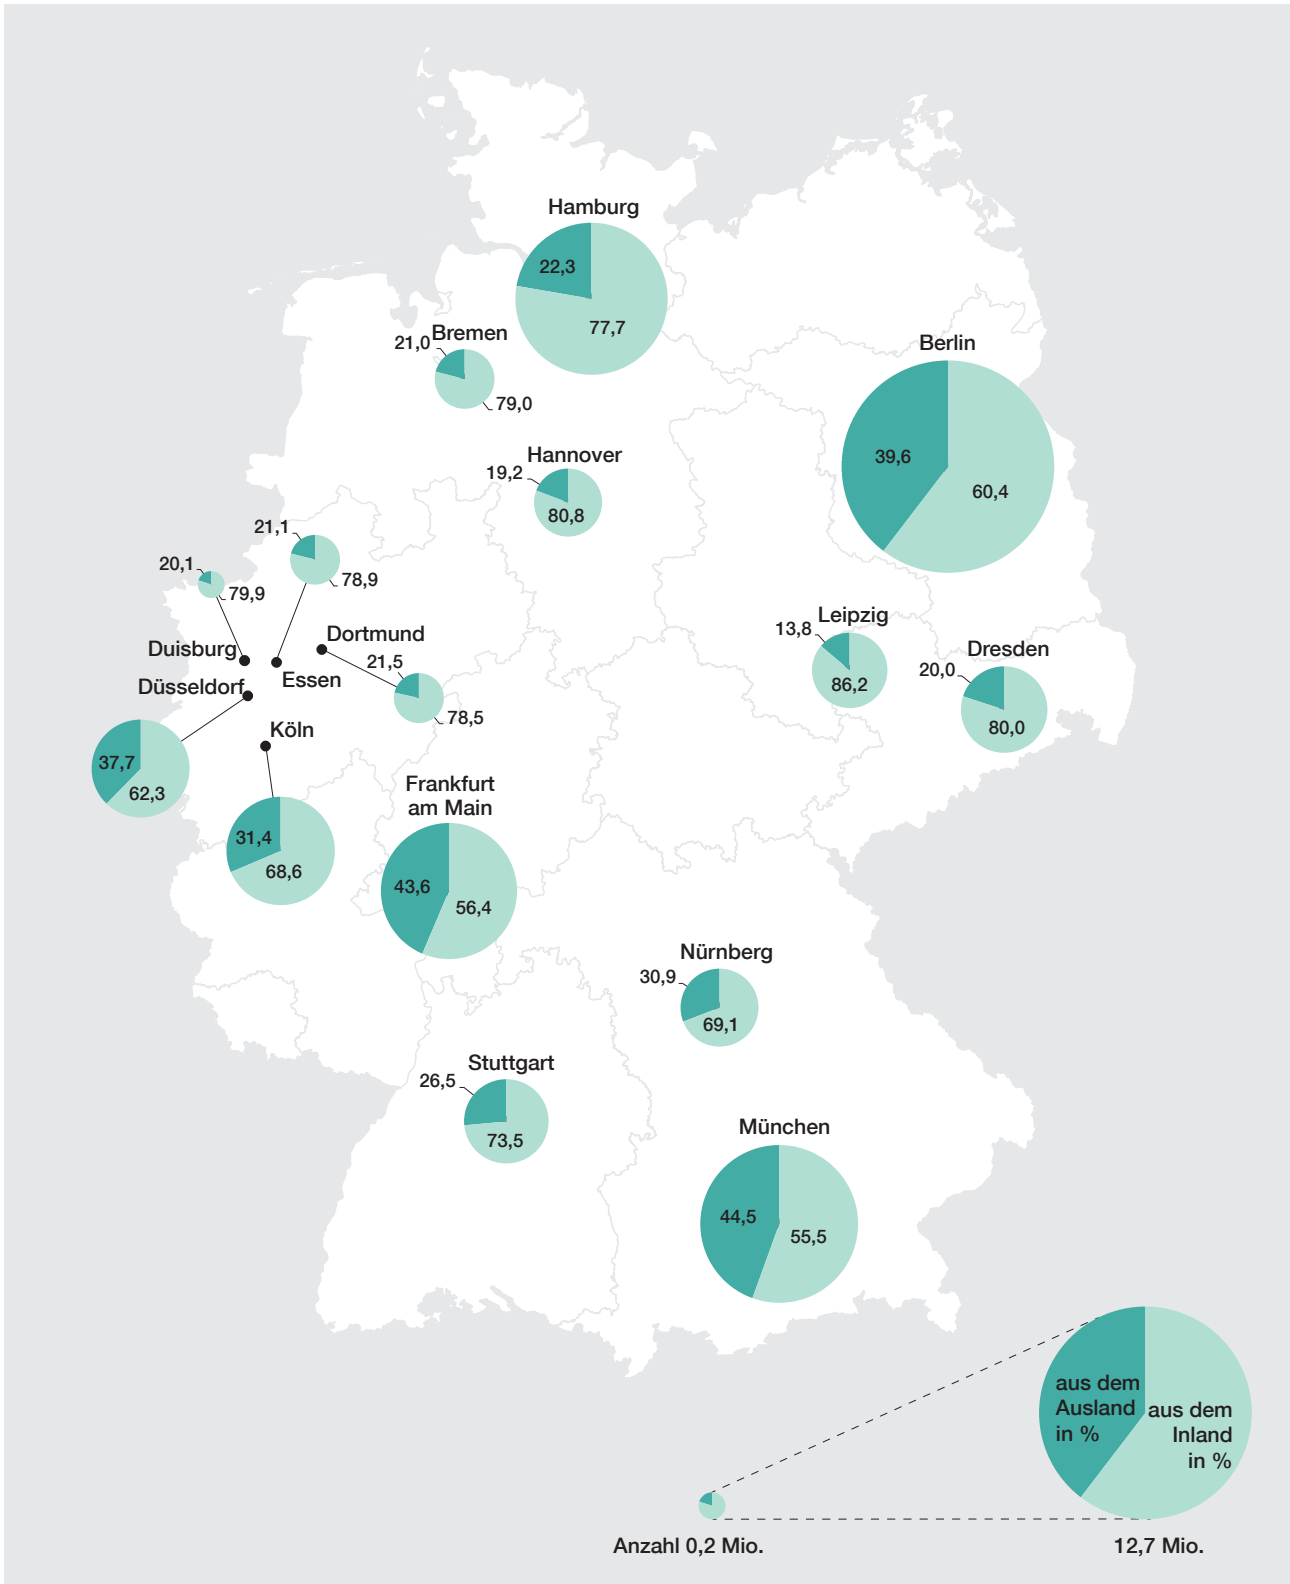 Hamburg
22,3
77,7
Bremen
21,0
79,0
Berlin
39,6
60,4
Hannover
19,2
80,8
21,1
78,9
20,1
79,9
Duisburg
Essen
Dortmund
21,5
78,5
Düsseldorf
37,7
62,3
Köln
31,4
68,6
Leipzig
13,8
86,2
Dresden
20,0
80,0
Frankfurt
am Main
43,6
56,4
Nürnberg
30,9
69,1
Stuttgart
26,5
73,5
München
44,5
55,5
aus dem
Ausland
in %
aus dem
Inland
in %
Anzahl 0,2 Mio.
12,7 Mio.